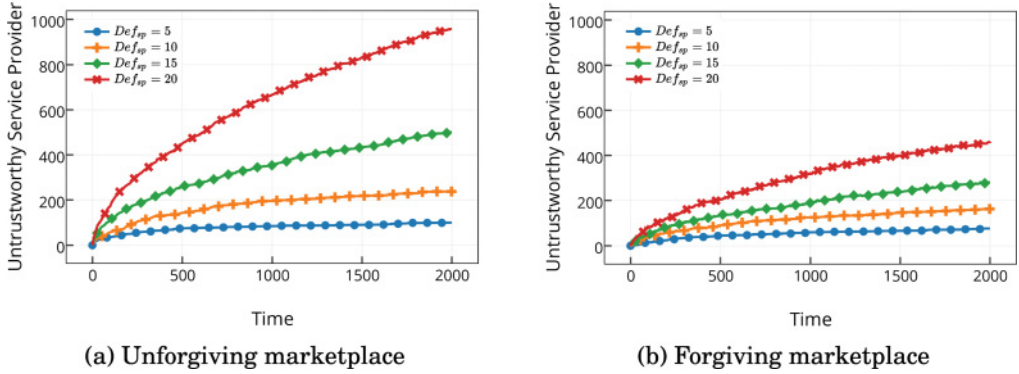 Untrustworthy Service Provider
1000
800
600
400
200
0
Def_sp = 5
Def_sp = 10
Def_sp = 15
Def_sp = 20
0 500 1000 1500 2000
Time
(a) Unforgiving marketplace
Untrustworthy Service Provider
1000
800
600
400
200
0
Def_sp = 5
Def_sp = 10
Def_sp = 15
Def_sp = 20
0 500 1000 1500 2000
Time
(b) Forgiving marketplace